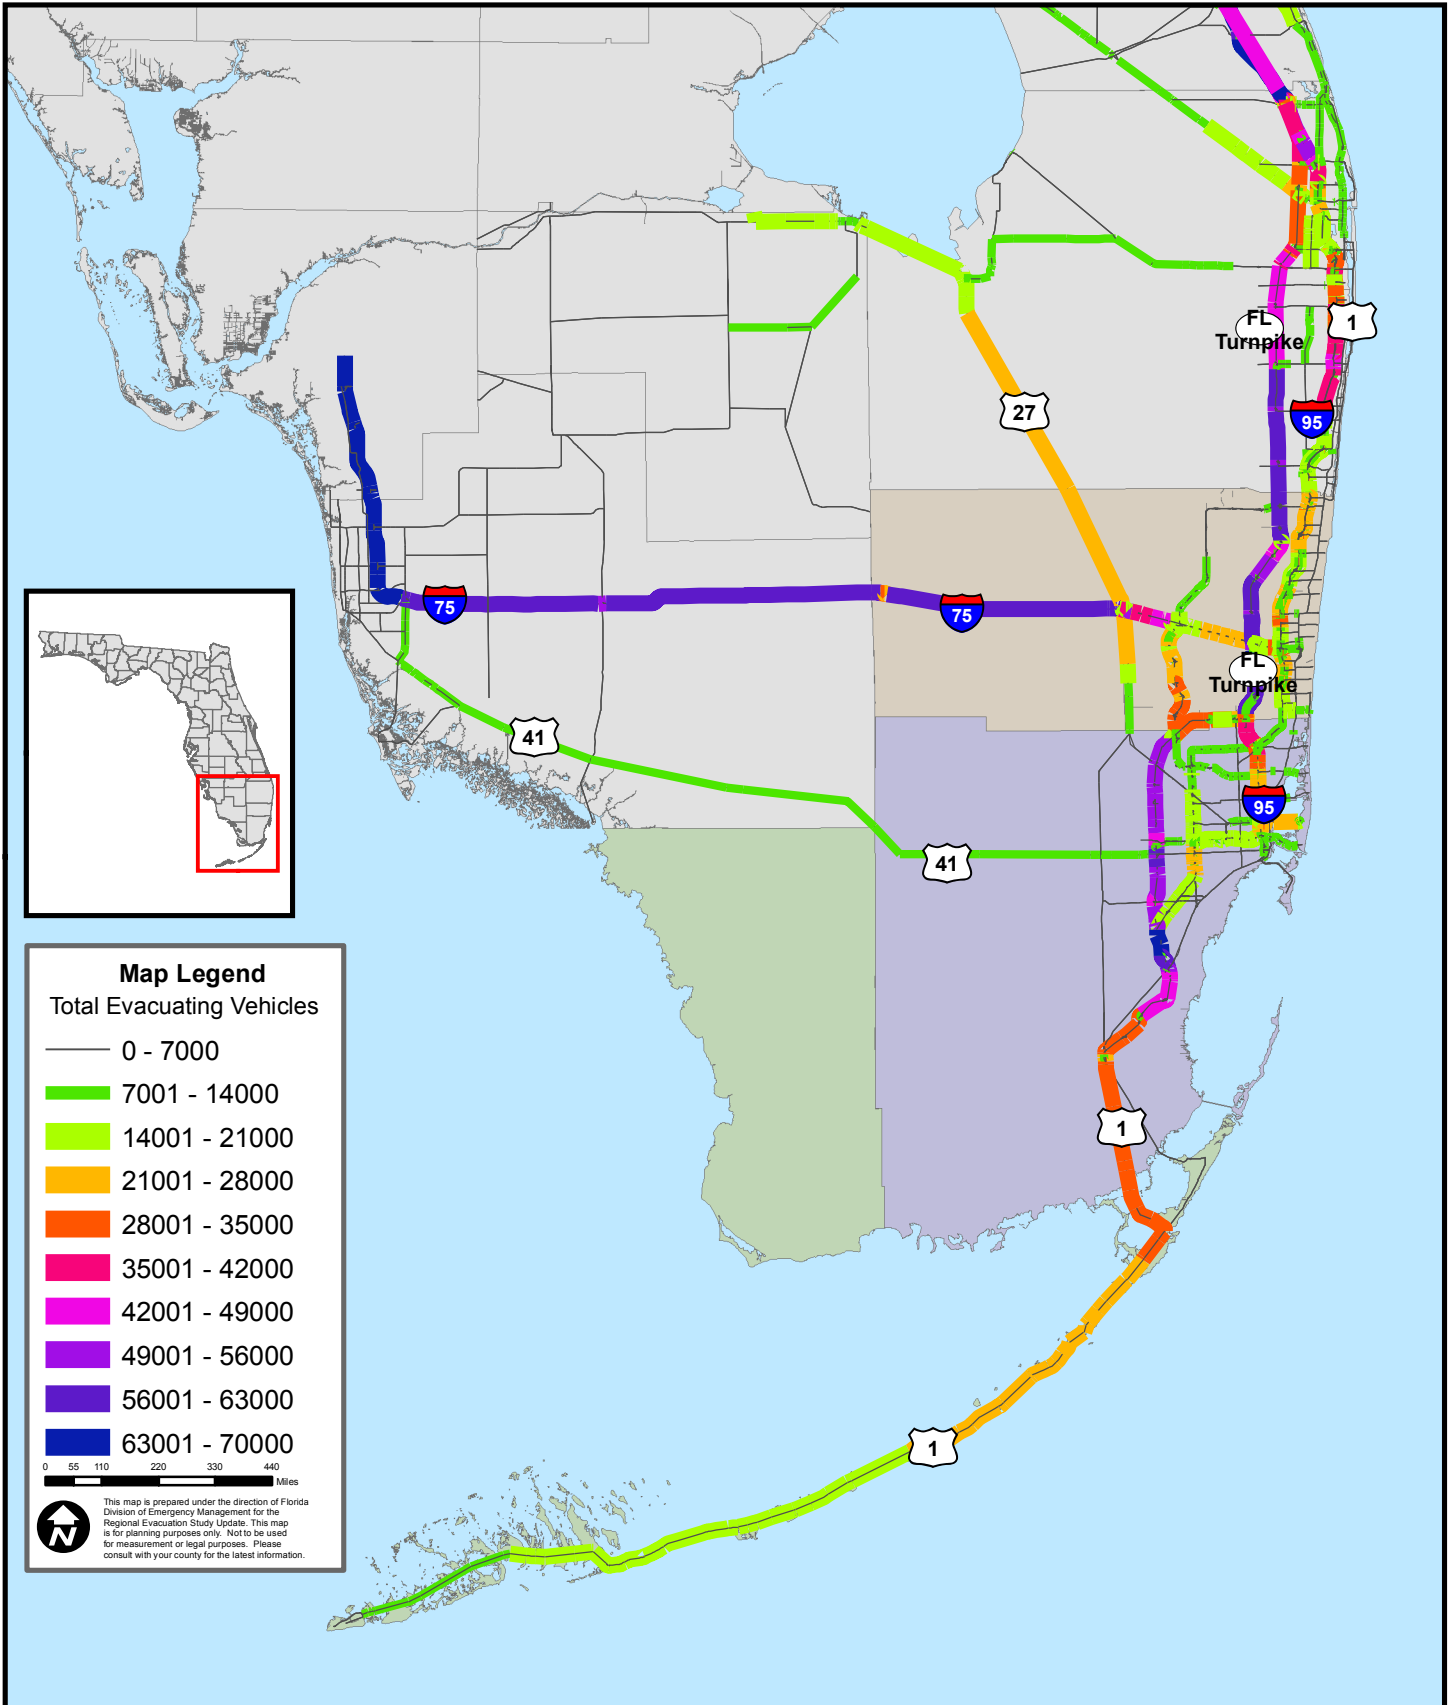 FL
Turnpike
1
95
27
75
75
FL
Turnpike
41
95
41
1
1
Map Legend
Total Evacuating Vehicles
0 - 7000
7001 - 14000
14001 - 21000
21001 - 28000
28001 - 35000
35001 - 42000
42001 - 49000
49001 - 56000
56001 - 63000
63001 - 70000
0 55 110 220 330 440
Miles
N
This map is prepared under the direction of Florida
Division of Emergency Management for the
Regional Evacuation Study Update. This map
is for planning purposes only. Not to be used
for measurement or legal purposes. Please
consult with your county for the latest information.